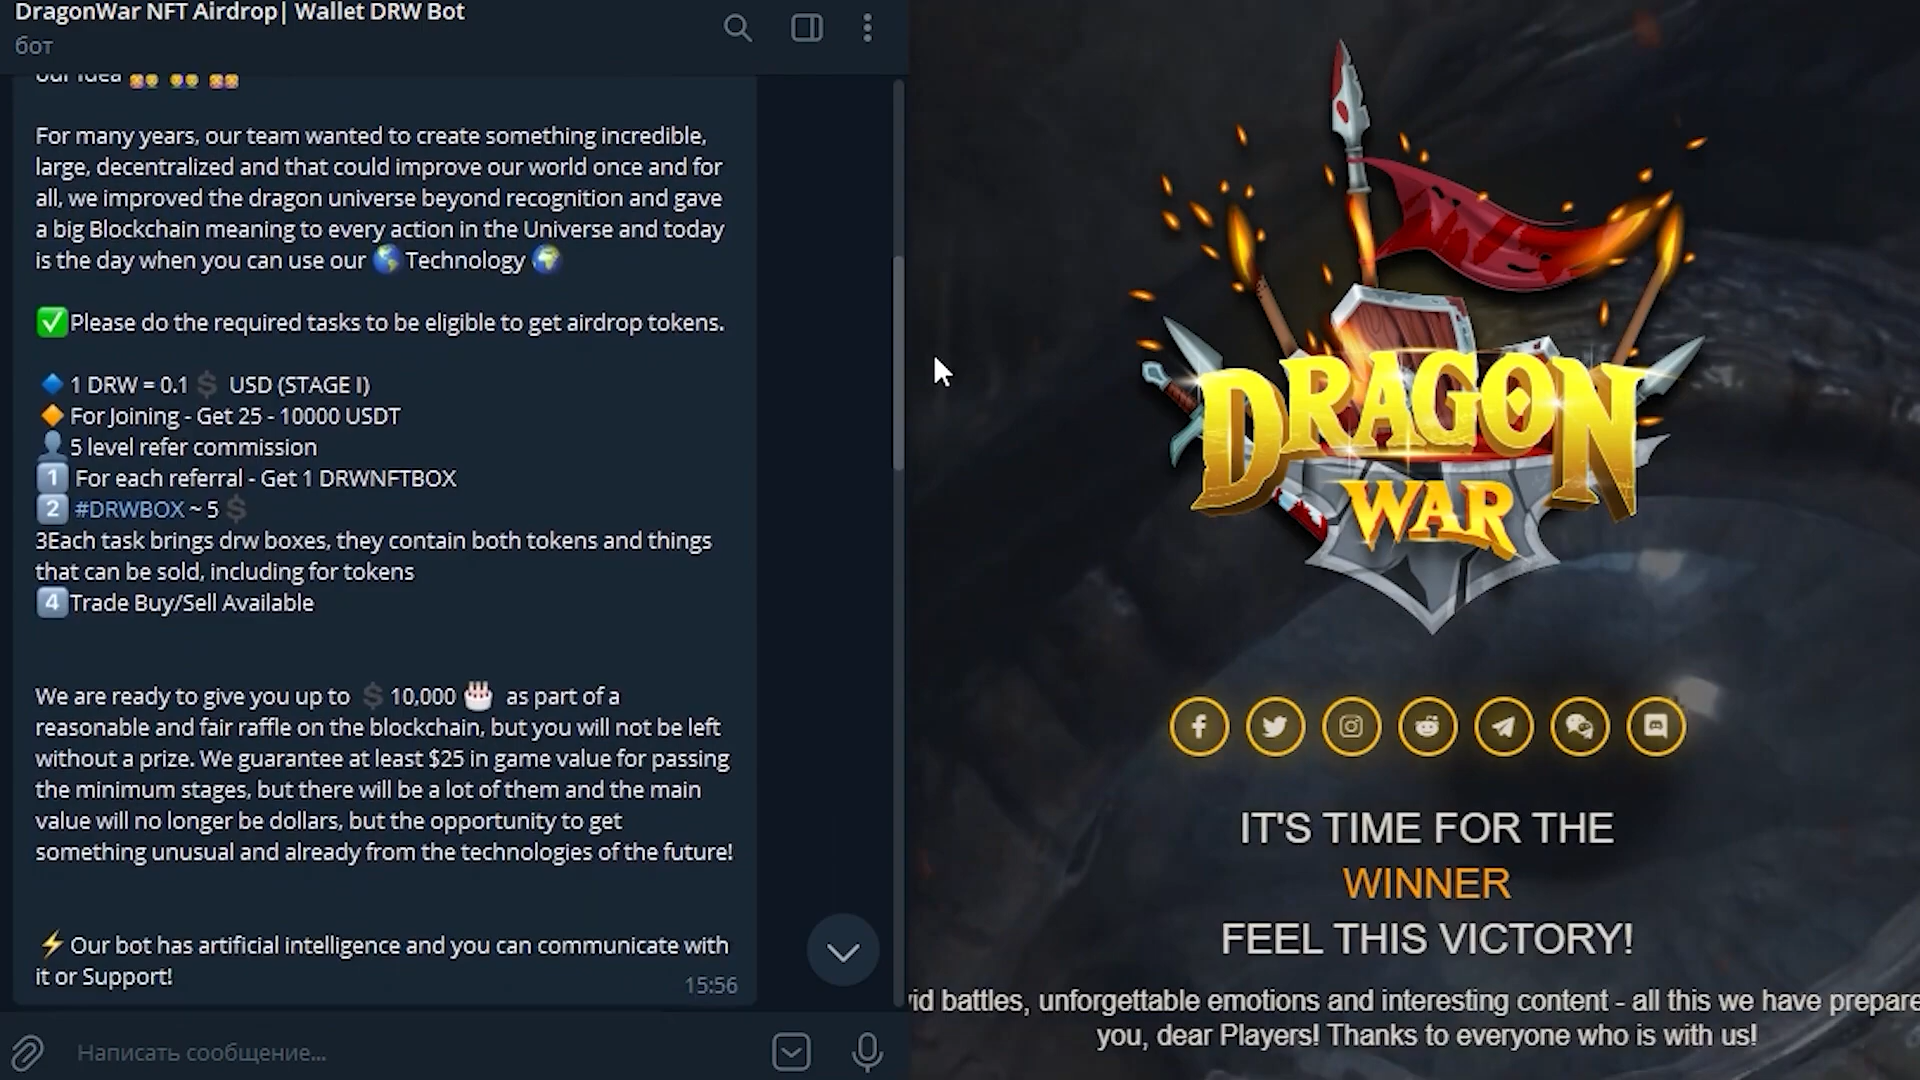 DragonWar NFT Airdrop| Wallet DRW Bot
бот
our idea
For many years, our team wanted to create something incredible,
large, decentralized and that could improve our world once and for
all, we improved the dragon universe beyond recognition and gave
a big Blockchain meaning to every action in the Universe and today
is the day when you can use our 🌎 Technology 🌍
✅Please do the required tasks to be eligible to get airdrop tokens.
🔷 1 DRW = 0.1 💲 USD (STAGE I)
🔶 For Joining - Get 25 - 10000 USDT
👤 5 level refer commission
1️⃣ For each referral - Get 1 DRWNFTBOX
2️⃣ #DRWBOX ~ 5 💲
3Each task brings drw boxes, they contain both tokens and things
that can be sold, including for tokens
4️⃣Trade Buy/Sell Available
We are ready to give you up to 💲 10,000 🎂 as part of a
reasonable and fair raffle on the blockchain, but you will not be left
without a prize. We guarantee at least $25 in game value for passing
the minimum stages, but there will be a lot of them and the main
value will no longer be dollars, but the opportunity to get
something unusual and already from the technologies of the future!
⚡ Our bot has artificial intelligence and you can communicate with
it or Support!
15:56
Написать сообщение...
DRAGON
WAR
IT'S TIME FOR THE
WINNER
FEEL THIS VICTORY!
battles, unforgettable emotions and interesting content - all this we have
you, dear Players! Thanks to everyone who is with us!